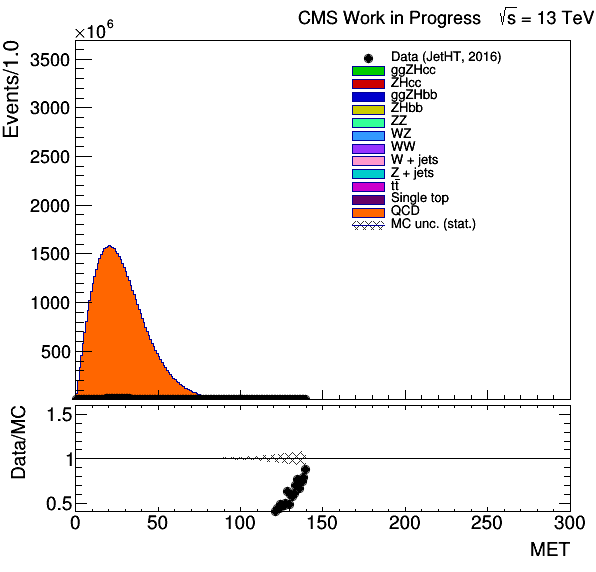 CMS Work in Progress √s = 13 TeV
×10⁶
Events/1.0
3500
3000
2500
2000
1500
1000
500
Data (JetHT, 2016)
ggZHcc
ZHcc
ggZHbb
ZHbb
ZZ
WZ
WW
W + jets
Z + jets
tt̄
Single top
QCD
MC unc. (stat.)
Data/MC
1.5
1
0.5
0 50 100 150 200 250 300
MET